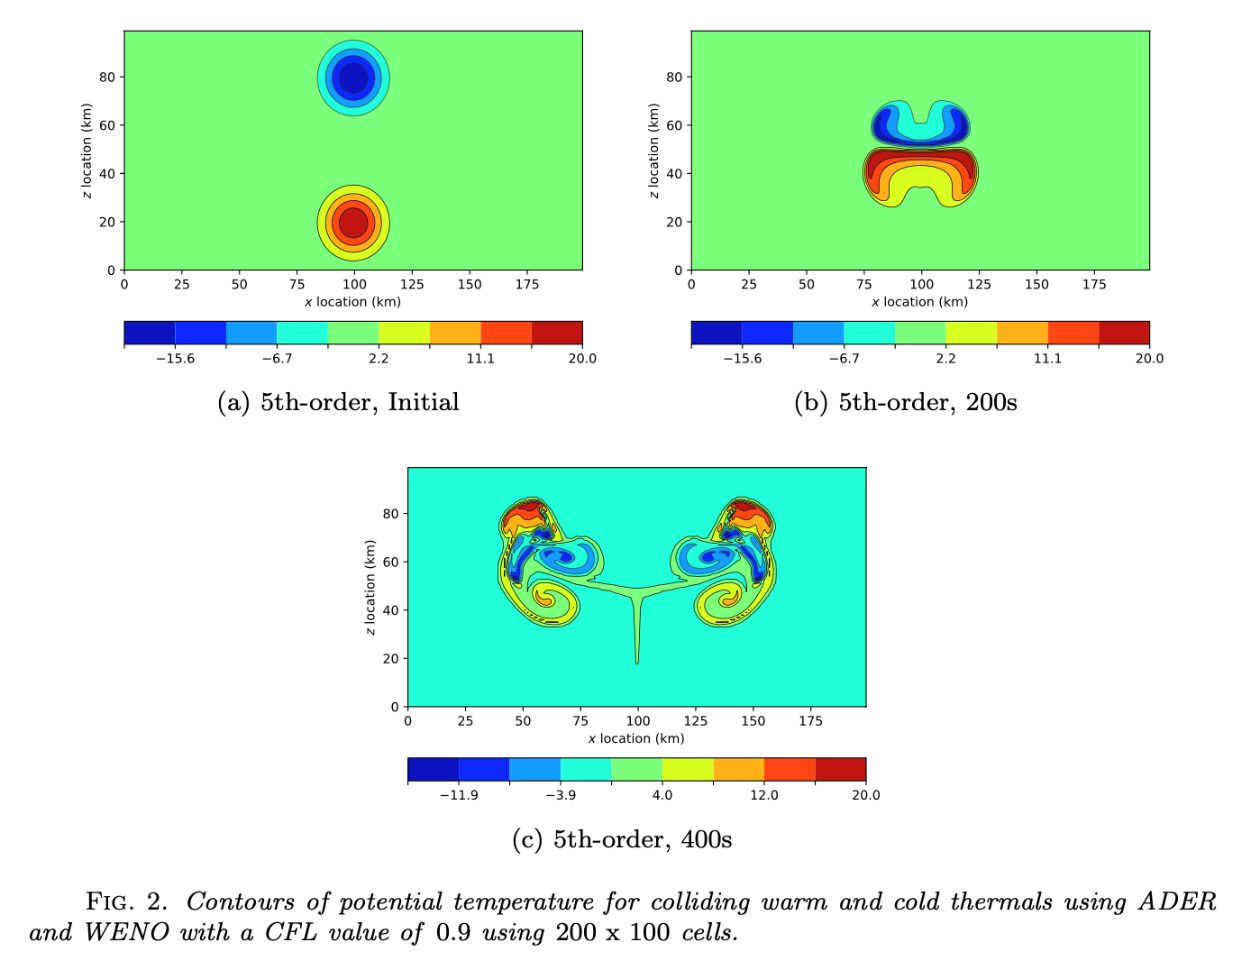 80
60
40
20
0
z location (km)
0 25 50 75 100 125 150 175
x location (km)
−15.6 −6.7 2.2 11.1 20.0
(a) 5th-order, Initial
80
60
40
20
0
z location (km)
0 25 50 75 100 125 150 175
x location (km)
−15.6 −6.7 2.2 11.1 20.0
(b) 5th-order, 200s
80
60
40
20
0
z location (km)
0 25 50 75 100 125 150 175
x location (km)
−11.9 −3.9 4.0 12.0 20.0
(c) 5th-order, 400s
FIG. 2. Contours of potential temperature for colliding warm and cold thermals using ADER
and WENO with a CFL value of 0.9 using 200 x 100 cells.